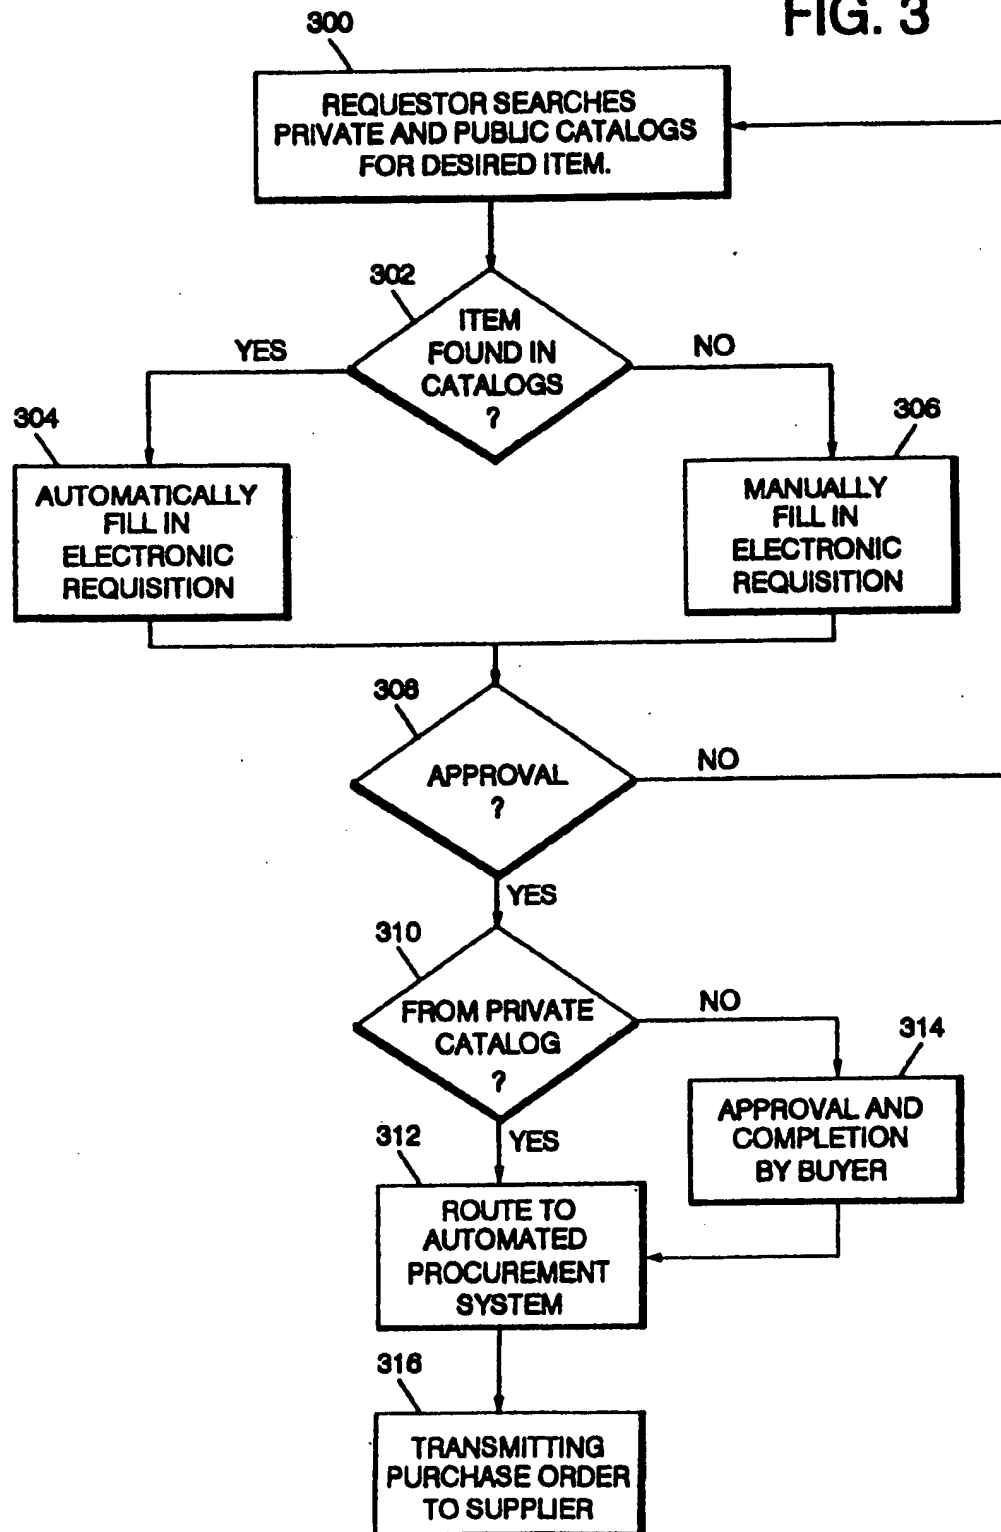 FIG. 3
300
REQUESTOR SEARCHES
PRIVATE AND PUBLIC CATALOGS
FOR DESIRED ITEM.
302
ITEM
FOUND IN
CATALOGS
?
YES
NO
304
AUTOMATICALLY
FILL IN
ELECTRONIC
REQUISITION
306
MANUALLY
FILL IN
ELECTRONIC
REQUISITION
308
APPROVAL
?
NO
YES
310
FROM PRIVATE
CATALOG
?
NO
YES
314
APPROVAL AND
COMPLETION
BY BUYER
312
ROUTE TO
AUTOMATED
PROCUREMENT
SYSTEM
316
TRANSMITTING
PURCHASE ORDER
TO SUPPLIER